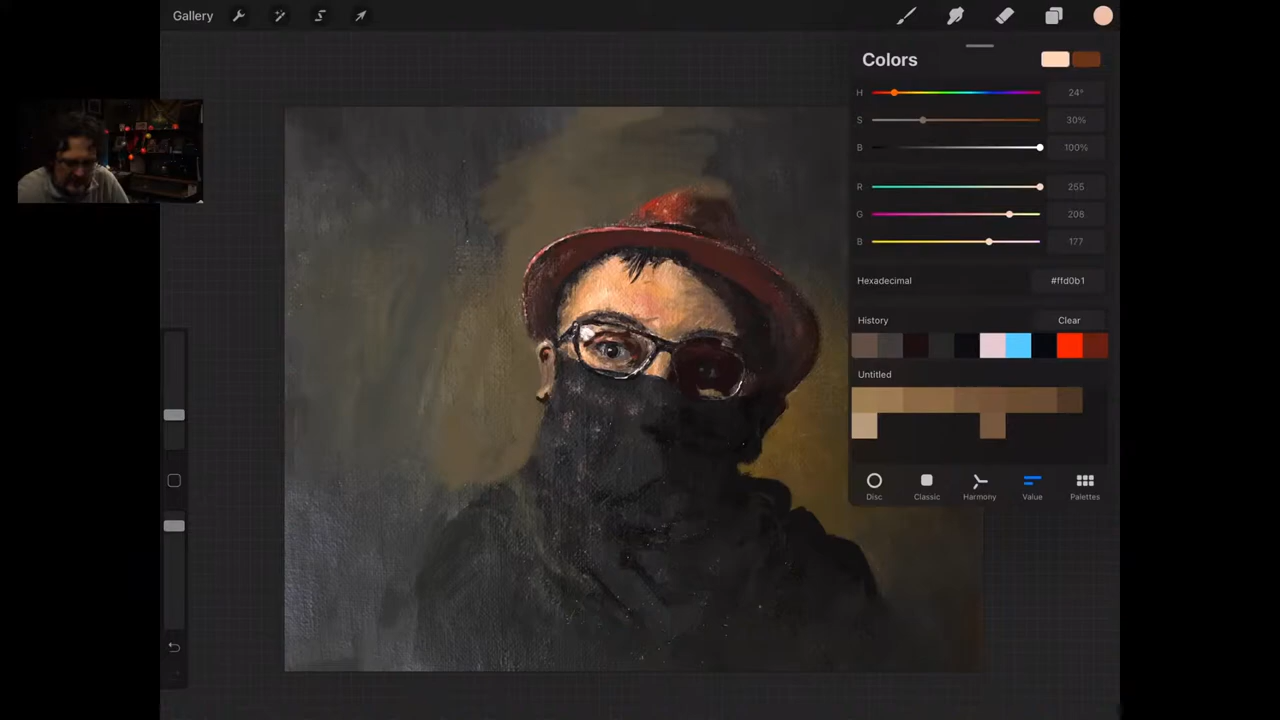 Gallery
Colors
H 24°
S 30%
B 100%
R 255
G 208
B 177
Hexadecimal #ffd0b1
History Clear
Untitled
Disc Classic Harmony Value Palettes